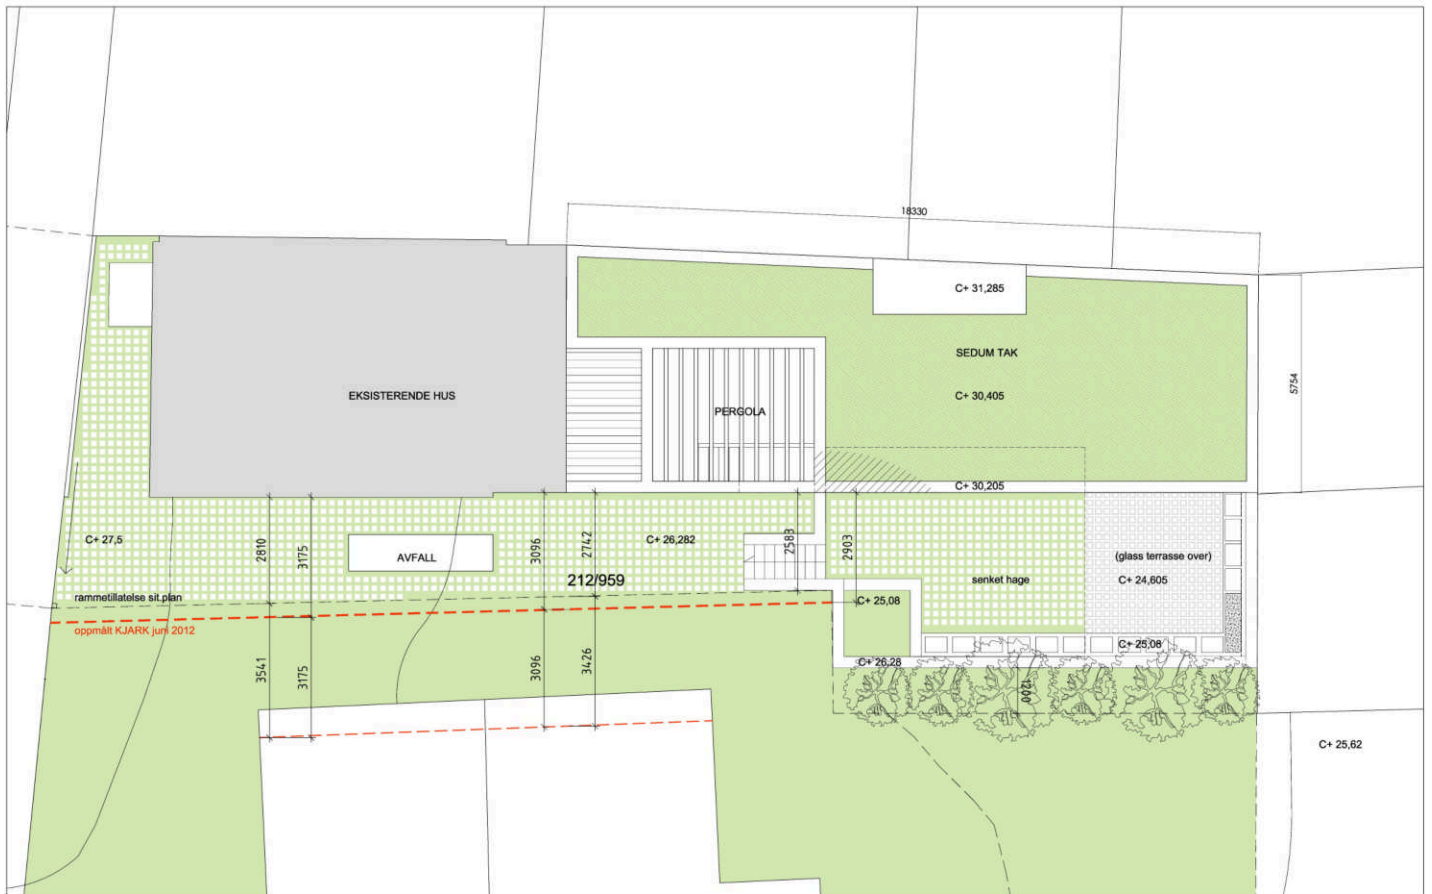 18330
C+ 31,285
SEDUM TAK
5754
EKSISTERENDE HUS
C+ 30,405
PERGOLA
C+ 30,205
C+ 27,5
2810
3175
AVFALL
3096
2742
C+ 26,282
2583
2903
(glass terrasse over)
212/959
senket hage
C+ 24,605
rammetillatelse sit.plan
C+ 25,08
oppmålt KJARK juni 2012
C+ 25,08
3541
3175
3096
3426
C+ 26,28
1200
C+ 25,62